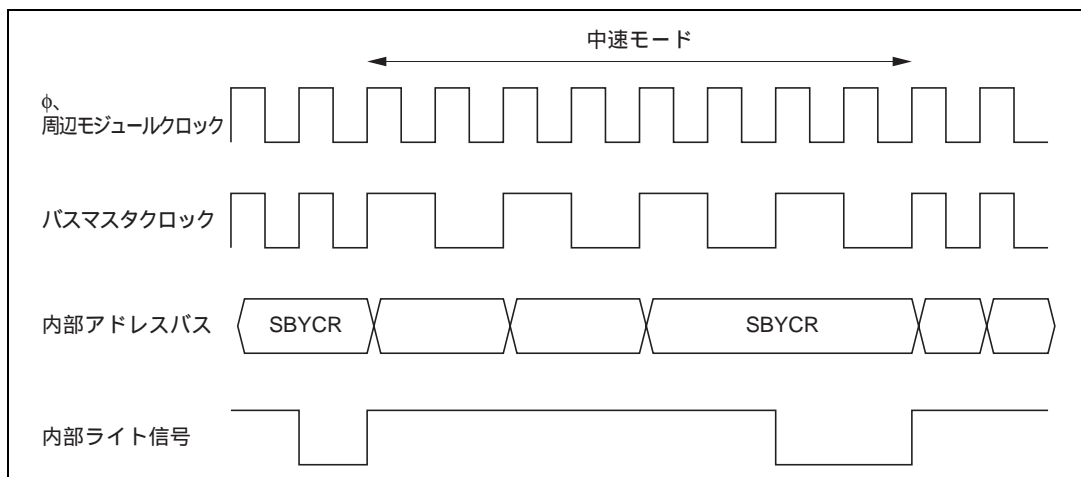 中速モード
φ、
周辺モジュールクロック
バスマスタクロック
内部アドレスバス
SBYCR
SBYCR
内部ライト信号